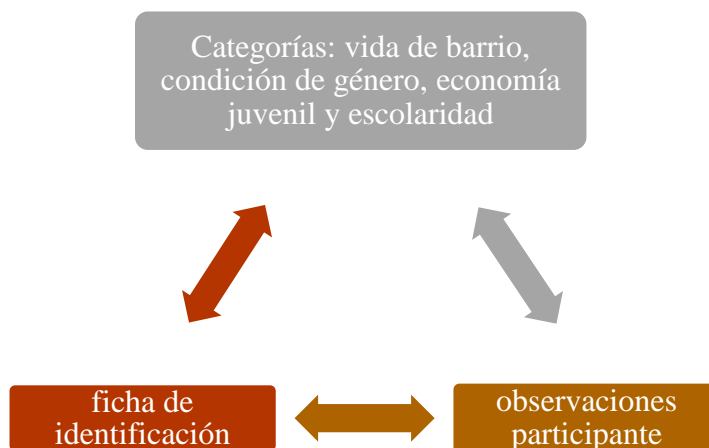 Categorías: vida de barrio,
condición de género, economía
juvenil y escolaridad
ficha de
identificación
observaciones
participante